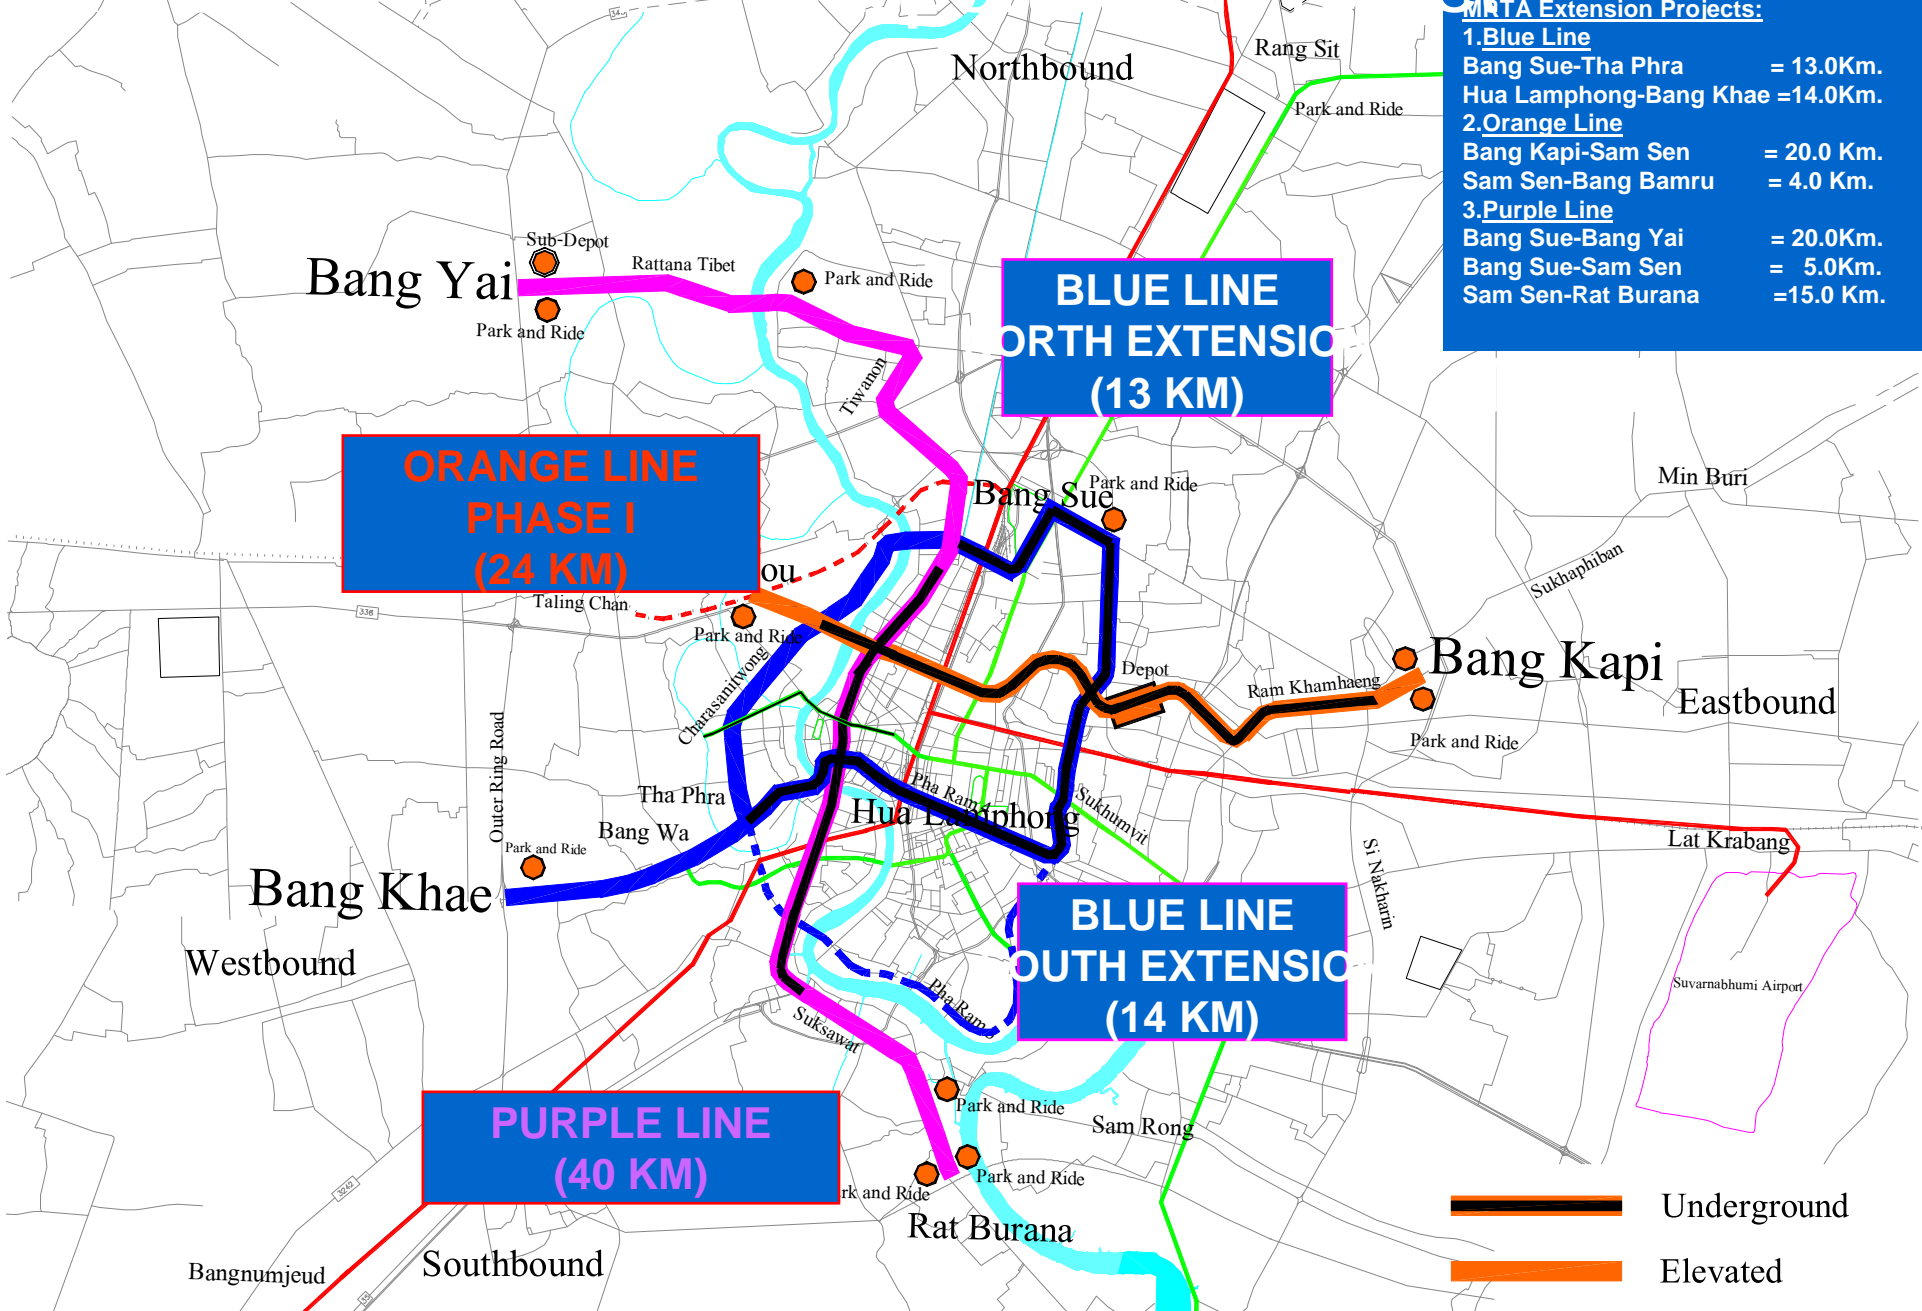 MRTA Extension Projects:
1.Blue Line
Bang Sue-Tha Phra = 13.0Km.
Hua Lamphong-Bang Khae =14.0Km.
2.Orange Line
Bang Kapi-Sam Sen = 20.0 Km.
Sam Sen-Bang Bamru = 4.0 Km.
3.Purple Line
Bang Sue-Bang Yai = 20.0Km.
Bang Sue-Sam Sen = 5.0Km.
Sam Sen-Rat Burana =15.0 Km.
Northbound
Rang Sit
Park and Ride
Sub-Depot
Bang Yai
Rattana Tibet
Park and Ride
Park and Ride
BLUE LINE
ORTH EXTENSIO
(13 KM)
Tiwanon
ORANGE LINE
PHASE I
(24 KM)
ou
Bang Sue
Park and Ride
Min Buri
Sukhaphiban
Taling Chan
338
Park and Ride
Charasanitwong
Depot
Ram Khamhaeng
Bang Kapi
Eastbound
Park and Ride
Outer Ring Road
Tha Phra
Bang Wa
Pha Ram 4
Hua Lamphong
Sukhumvit
Si Nakharin
Lat Krabang
Park and Ride
Bang Khae
Westbound
BLUE LINE
OUTH EXTENSIO
(14 KM)
Suvarnabhumi Airport
Pha Ram
Suksawat
PURPLE LINE
(40 KM)
Park and Ride
Sam Rong
Park and Ride
rk and Ride
Rat Burana
3242
35
Southbound
Bangnumjeud
Underground
Elevated